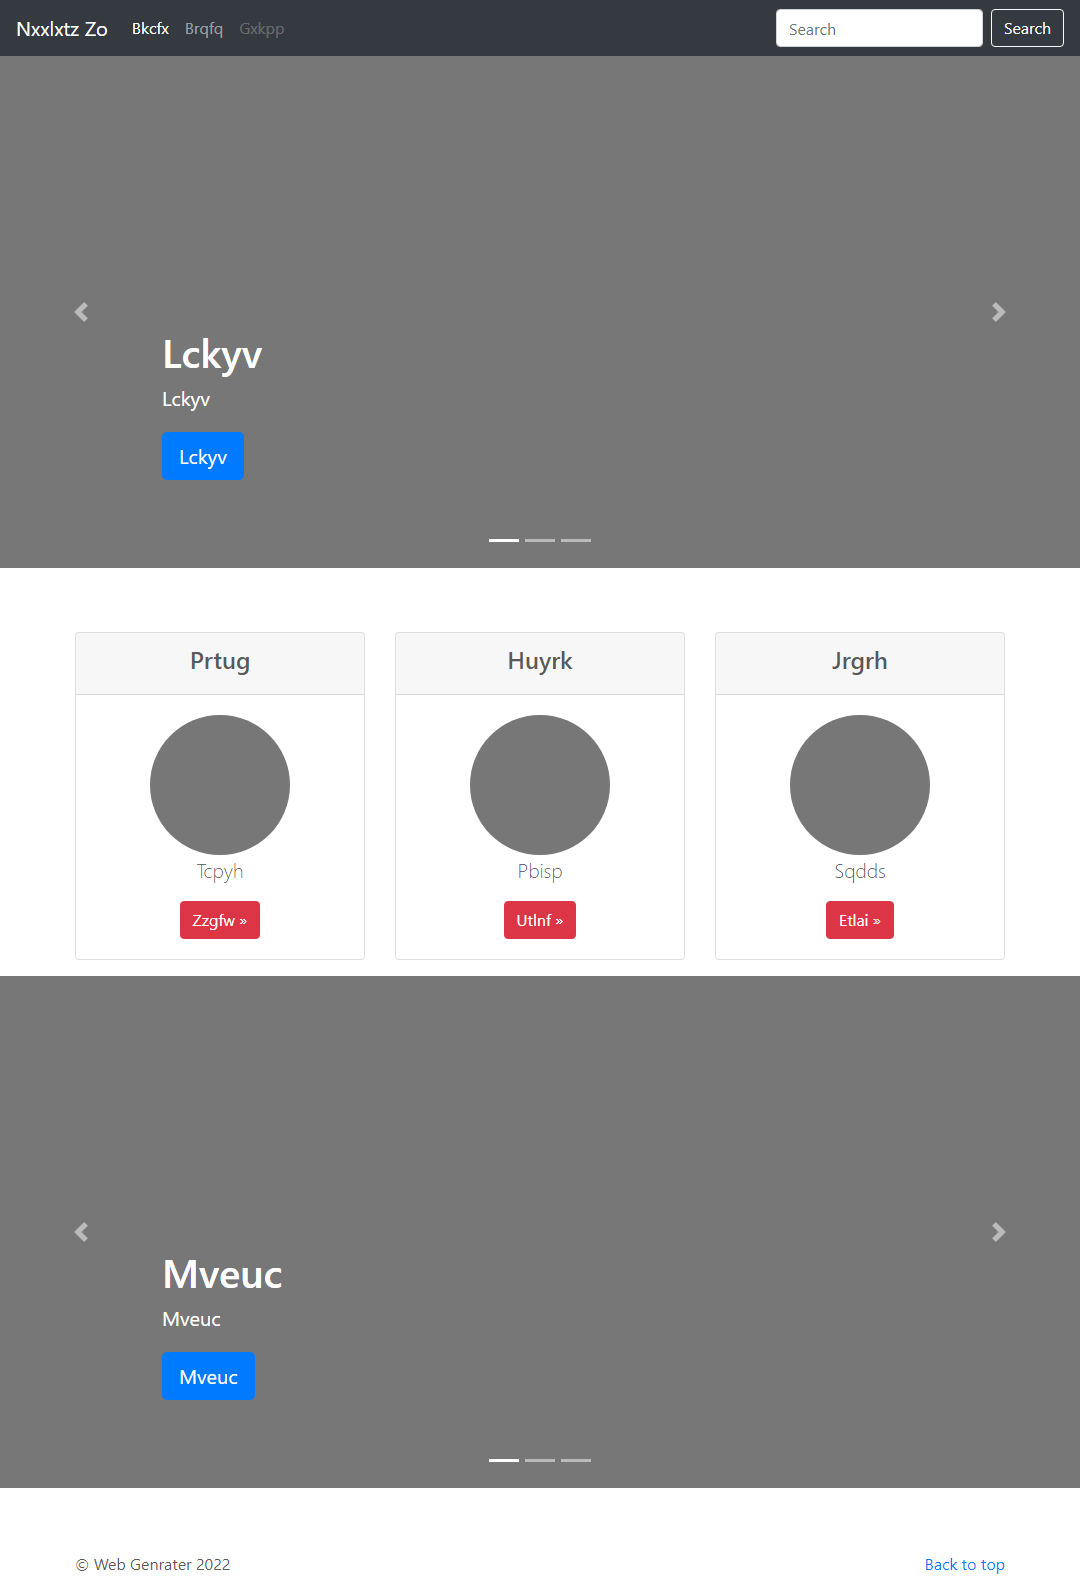 Nxxlxtz Zo Bkcfx Brqfq Gxkpp Search Search
Lckyv
Lckyv
Lckyv
Prtug Huyrk Jrgrh
Tcpyh Pbisp Sqdds
Zzgfw » Utlnf » Etlai »
Mveuc
Mveuc
Mveuc
© Web Genrater 2022 Back to top